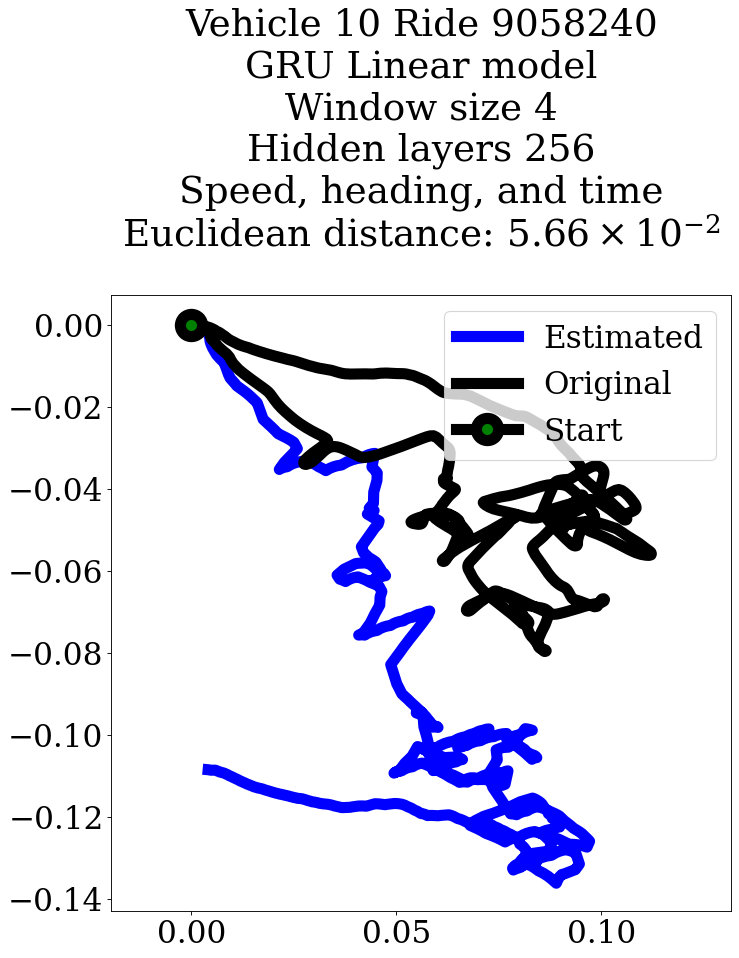 Vehicle 10 Ride 9058240
GRU Linear model
Window size 4
Hidden layers 256
Speed, heading, and time
Euclidean distance: 5.66 × 10⁻²
Estimated
Original
Start
0.00
−0.02
−0.04
−0.06
−0.08
−0.10
−0.12
−0.14
0.00 0.05 0.10